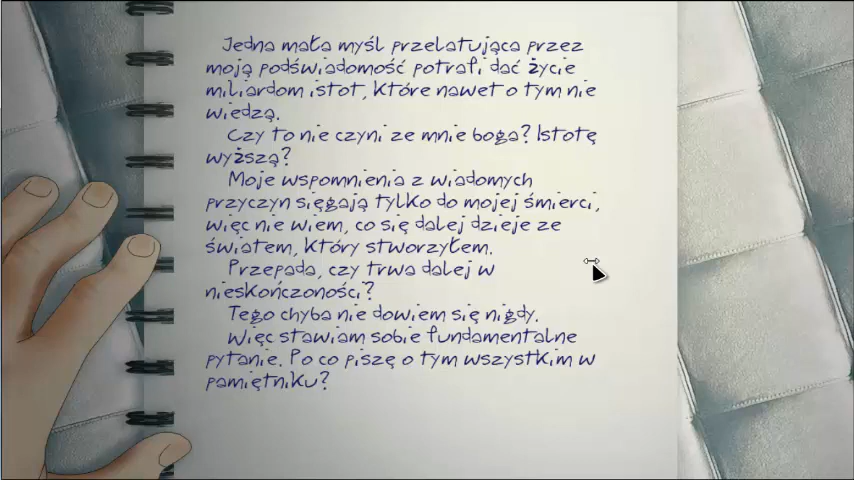 Jedna mała myśl przelatująca przez
moją podświadomość potrafi dać życie
miliardom istot, które nawet o tym nie
wiedzą.
Czy to nie czyni ze mnie boga? Istotę
wyższą?
Moje wspomnienia z wiadomych
przyczyn sięgają tylko do mojej śmierci,
więc nie wiem, co się dalej dzieje ze
światem, który stworzyłem.
Przepada, czy trwa dalej w
nieskończoności?
Tego chyba nie dowiem się nigdy.
Więc stawiam sobie fundamentalne
pytanie. Po co piszę o tym wszystkim w
pamiętniku?